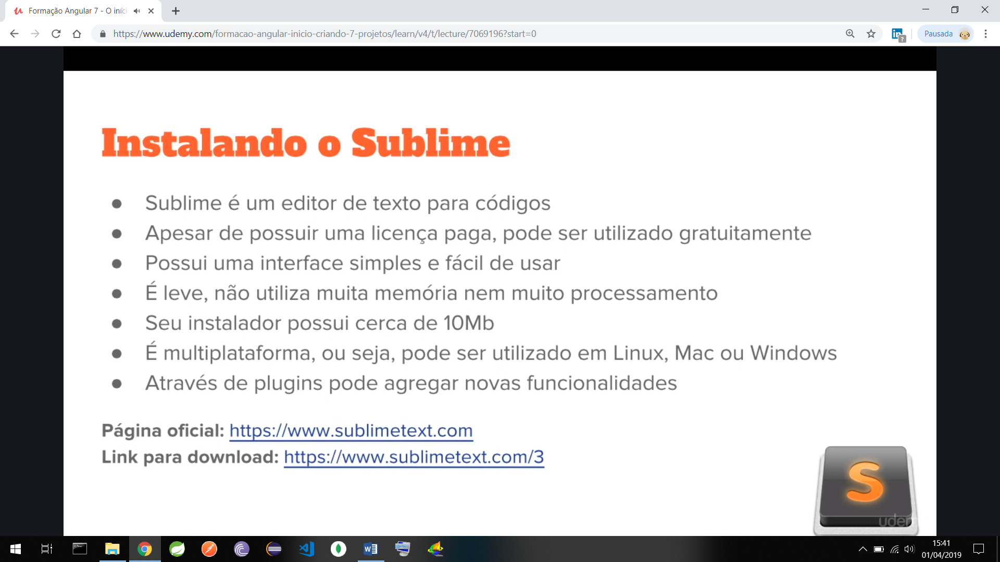 Formação Angular 7 - O iníci
https://www.udemy.com/formacao-angular-inicio-criando-7-projetos/learn/v4/t/lecture/7069196?start=0
in
?
Pausada
Instalando o Sublime
● Sublime é um editor de texto para códigos
● Apesar de possuir uma licença paga, pode ser utilizado gratuitamente
● Possui uma interface simples e fácil de usar
● É leve, não utiliza muita memória nem muito processamento
● Seu instalador possui cerca de 10Mb
● É multiplataforma, ou seja, pode ser utilizado em Linux, Mac ou Windows
● Através de plugins pode agregar novas funcionalidades
Página oficial: https://www.sublimetext.com
Link para download: https://www.sublimetext.com/3
S
udem
W
15:41
01/04/2019